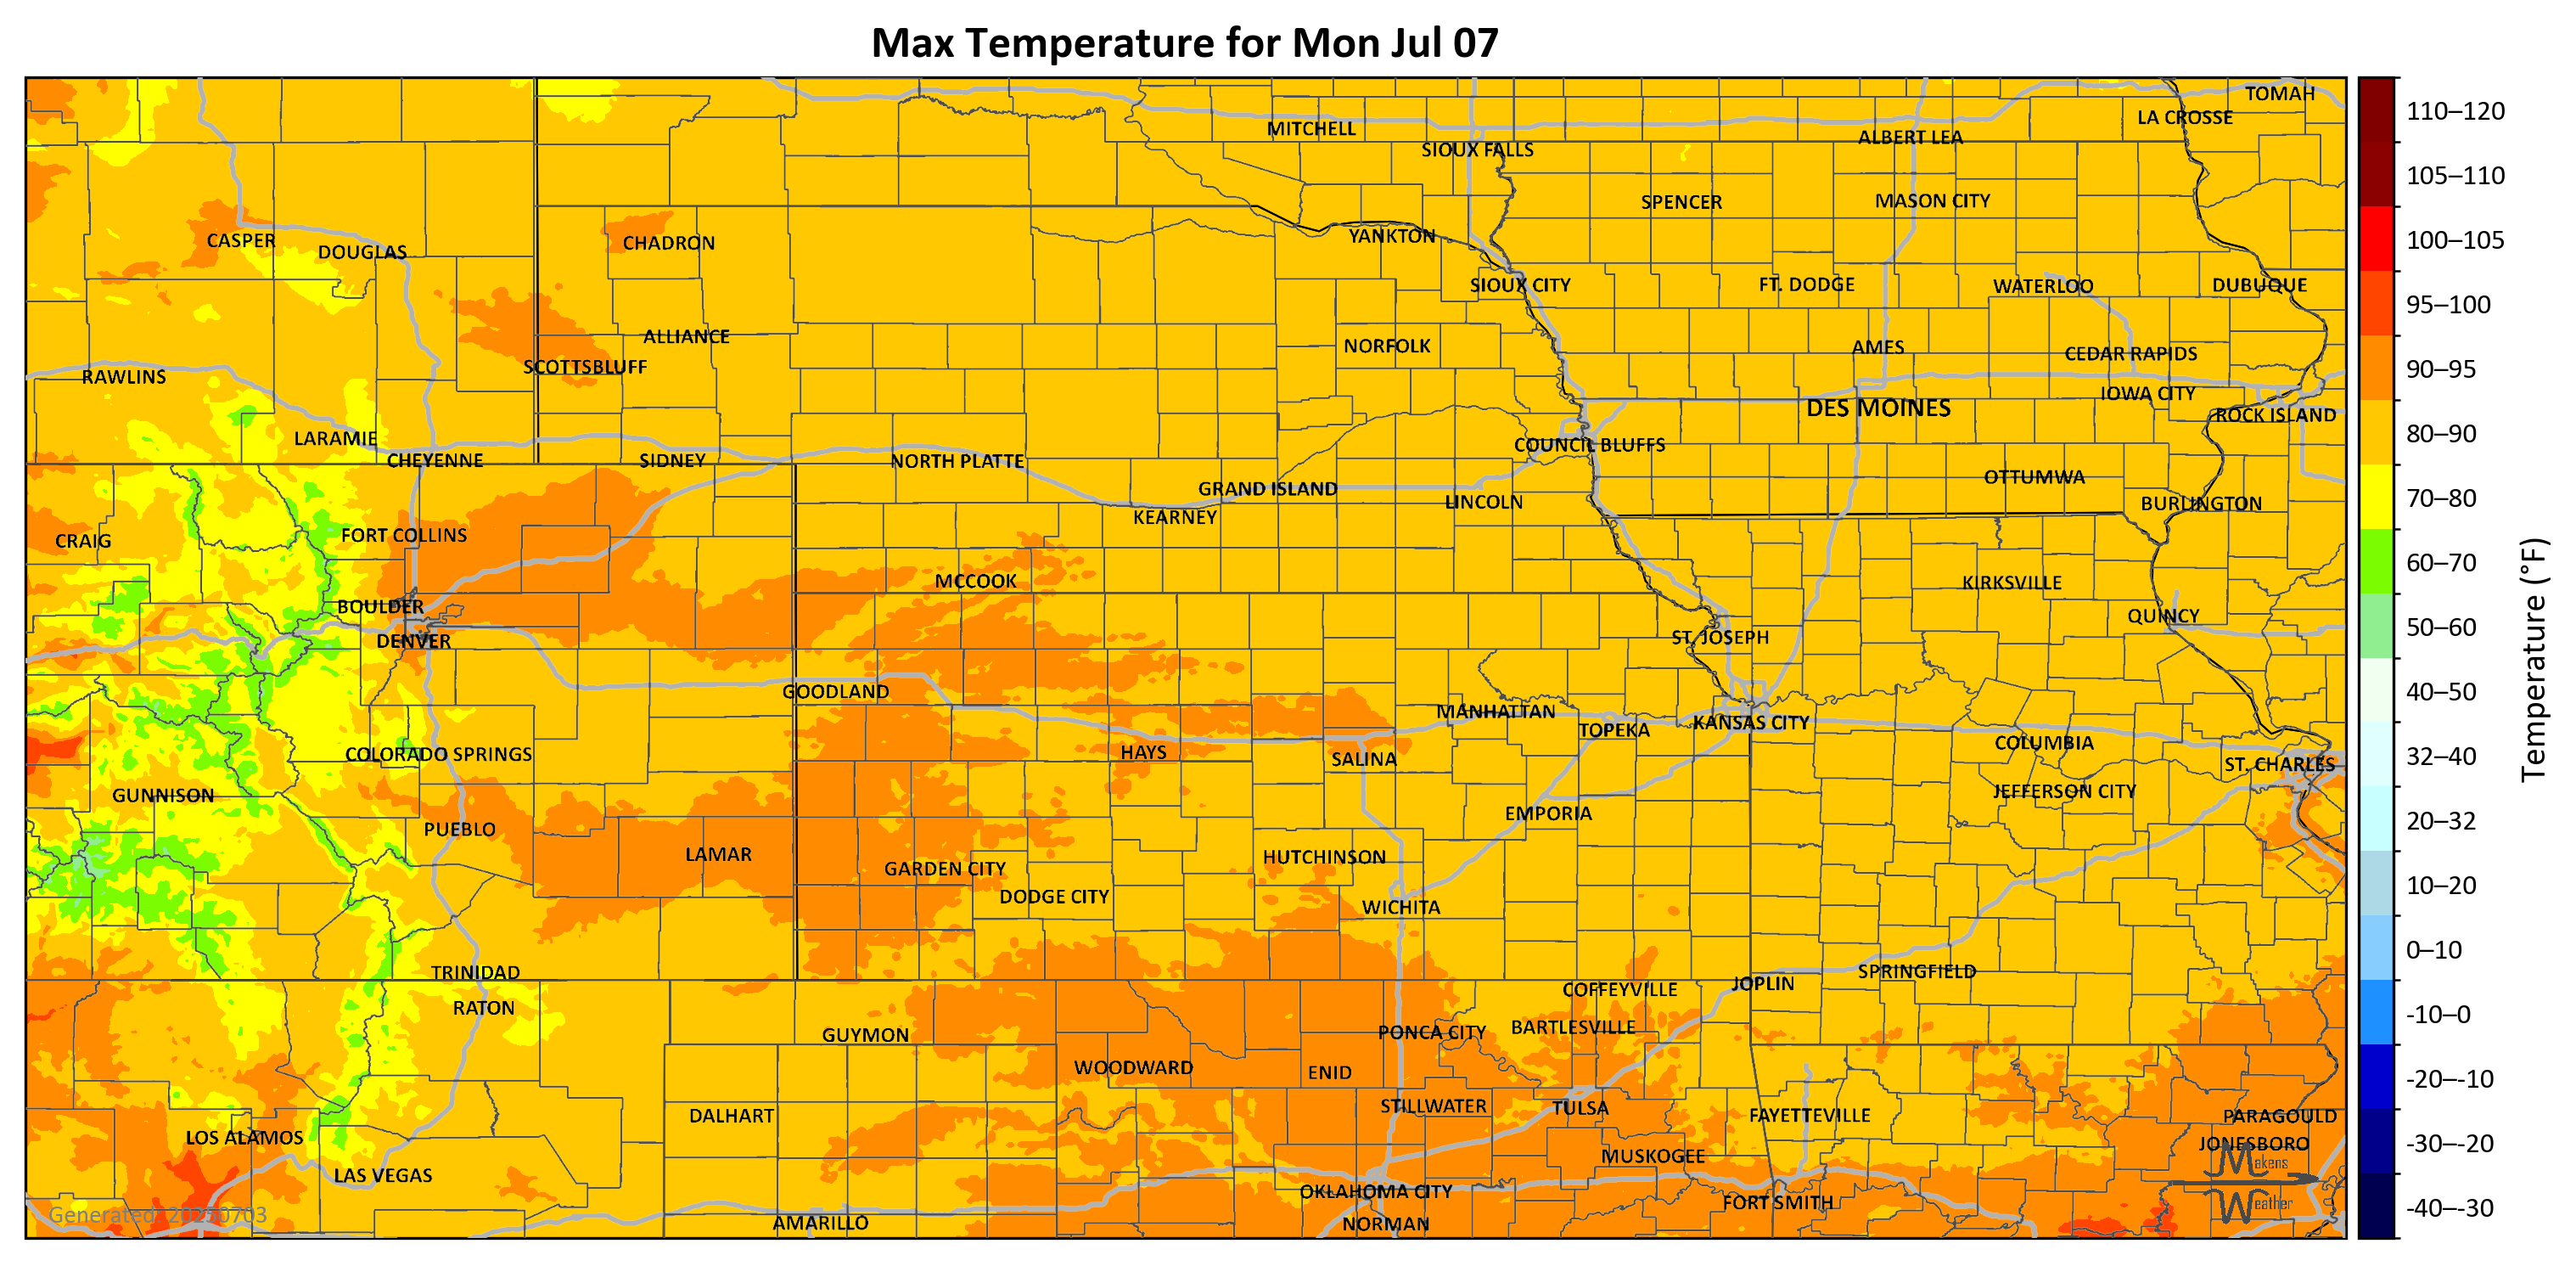 Max Temperature for Mon Jul 07
TOMAH
LA CROSSE
MITCHELL
ALBERT LEA
SIOUX FALLS
SPENCER
MASON CITY
CASPER
DOUGLAS
CHADRON
YANKTON
SIOUX CITY
FT. DODGE
WATERLOO
DUBUQUE
ALLIANCE
NORFOLK
AMES
CEDAR RAPIDS
SCOTTSBLUFF
RAWLINS
IOWA CITY
DES MOINES
ROCK ISLAND
LARAMIE
COUNCIL BLUFFS
CHEYENNE
SIDNEY
NORTH PLATTE
OTTUMWA
GRAND ISLAND
LINCOLN
BURLINGTON
KEARNEY
FORT COLLINS
CRAIG
MCCOOK
KIRKSVILLE
BOULDER
QUINCY
DENVER
ST. JOSEPH
GOODLAND
MANHATTAN
TOPEKA
KANSAS CITY
COLORADO SPRINGS
HAYS
SALINA
COLUMBIA
ST. CHARLES
GUNNISON
JEFFERSON CITY
EMPORIA
PUEBLO
LAMAR
HUTCHINSON
GARDEN CITY
DODGE CITY
WICHITA
TRINIDAD
SPRINGFIELD
JOPLIN
COFFEYVILLE
RATON
GUYMON
PONCA CITY
BARTLESVILLE
WOODWARD
ENID
STILLWATER
TULSA
DALHART
FAYETTEVILLE
PARAGOULD
LOS ALAMOS
JONESBORO
MUSKOGEE
LAS VEGAS
OKLAHOMA CITY
FORT SMITH
AMARILLO
NORMAN
Generated: 20250703
Makens
Weather
110–120
105–110
100–105
95–100
90–95
80–90
70–80
60–70
50–60
40–50
32–40
20–32
10–20
0–10
-10–0
-20–-10
-30–-20
-40–-30
Temperature (°F)